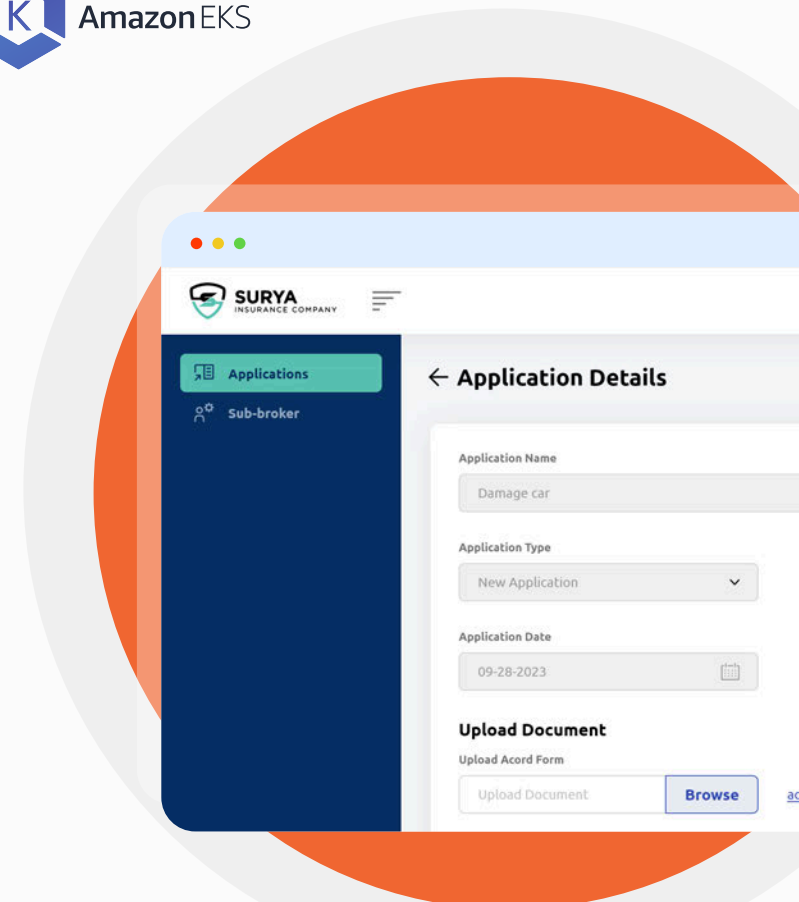 K Amazon EKS
SURYA
INSURANCE COMPANY
Applications
Sub-broker
Application Details
Application Name
Damage car
Application Type
New Application
Application Date
09-28-2023
Upload Document
Upload Acord Form
Upload Document
Browse